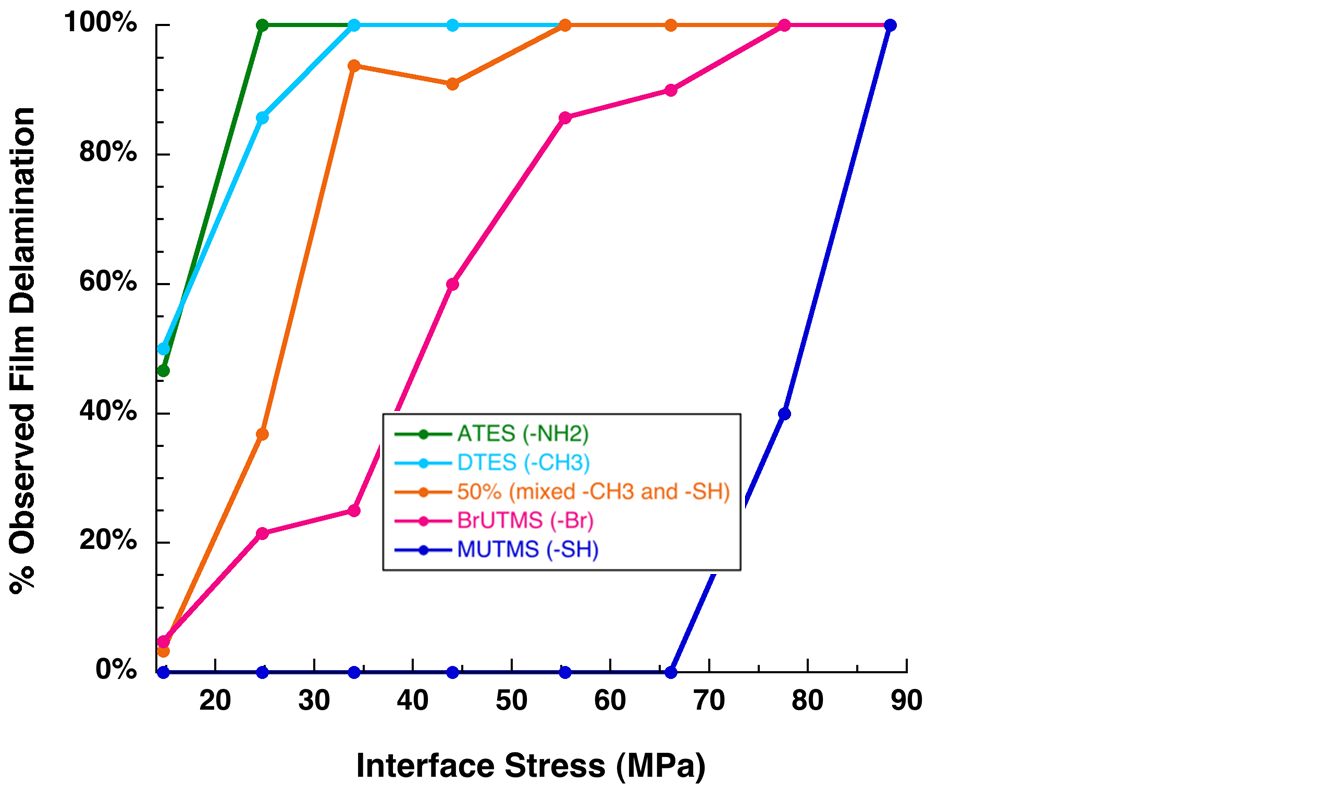 % Observed Film Delamination
100%
80%
60%
40%
20%
0%
ATES (-NH2)
DTES (-CH3)
50% (mixed -CH3 and -SH)
BrUTMS (-Br)
MUTMS (-SH)
20 30 40 50 60 70 80 90
Interface Stress (MPa)